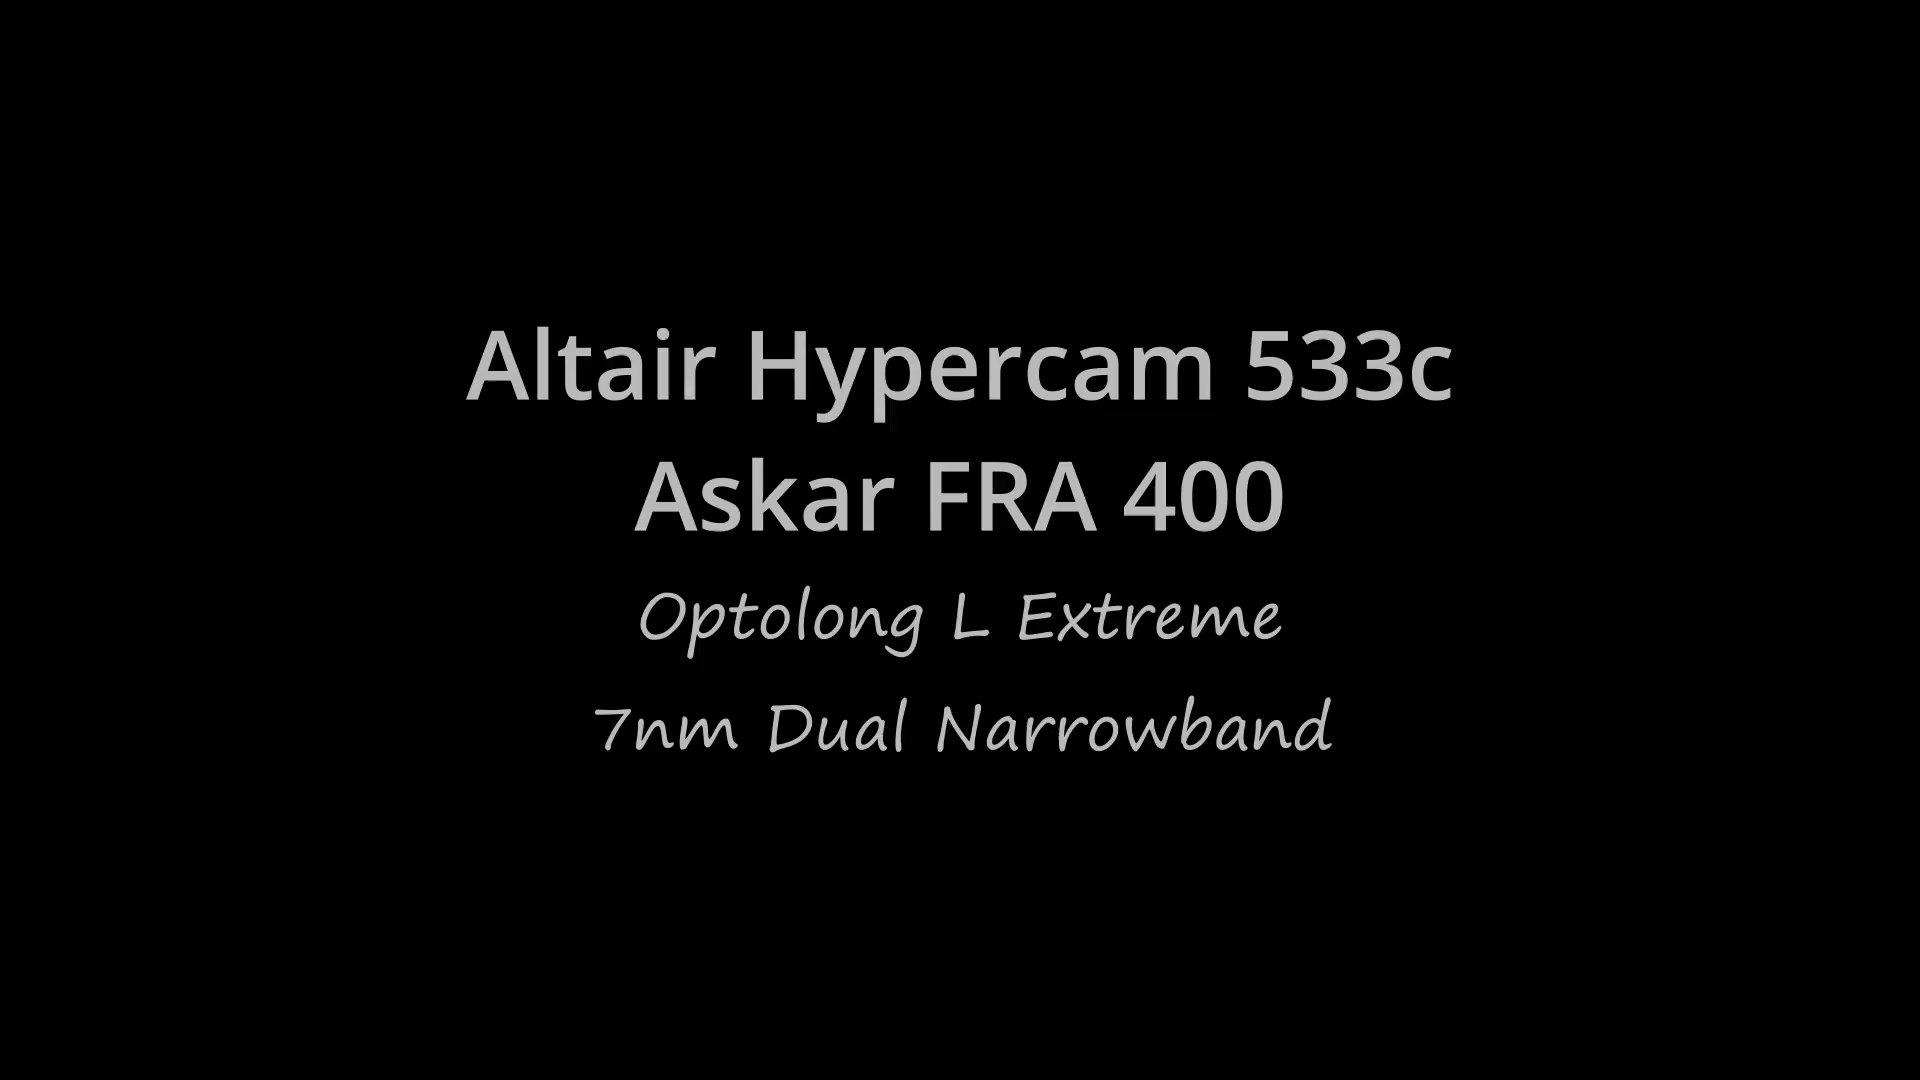 Altair Hypercam 533c
Askar FRA 400
Optolong L Extreme
7nm Dual Narrowband